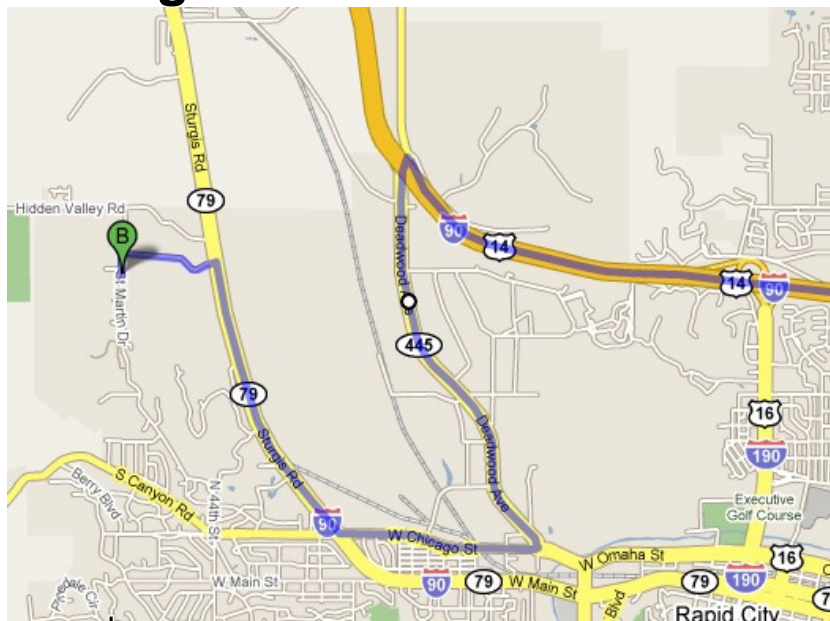 Sturgis Rd
79
Hidden Valley Rd
B
90
14
Deadwood
14
90
St Martin Dr
445
79
16
Sturgis Rd
Deadwood Ave
190
S Canyon Rd
Berry Blvd
N 44th St
Executive
Golf Course
90
W Chicago St
W Omaha St
16
W Main St
90
79
W Main St
79
190
Blvd
Rapid City